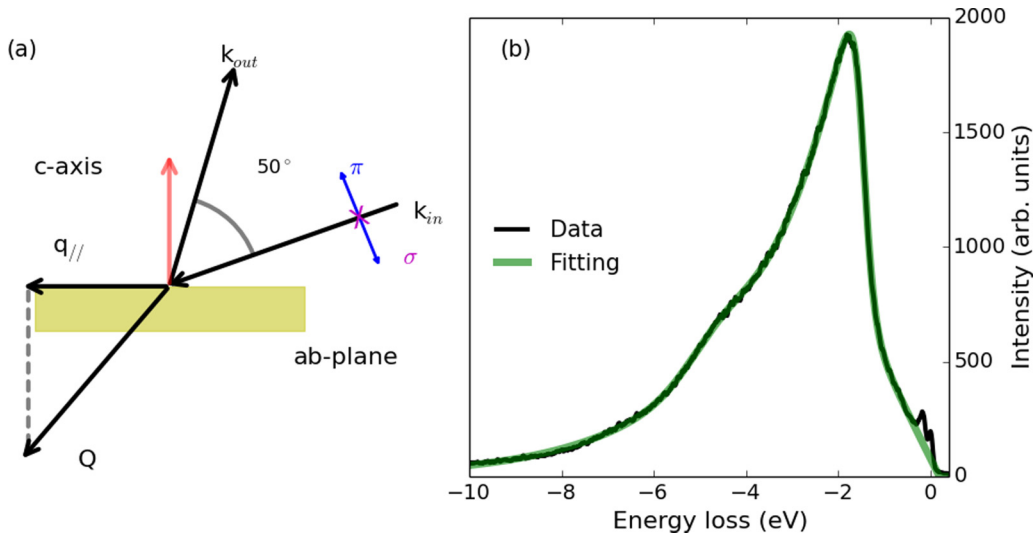 (a)
k_out
c-axis
50°
π
k_in
q_//
σ
ab-plane
Q
(b)
Data
Fitting
2000
1500
1000
500
0
Intensity (arb. units)
−10 −8 −6 −4 −2 0
Energy loss (eV)